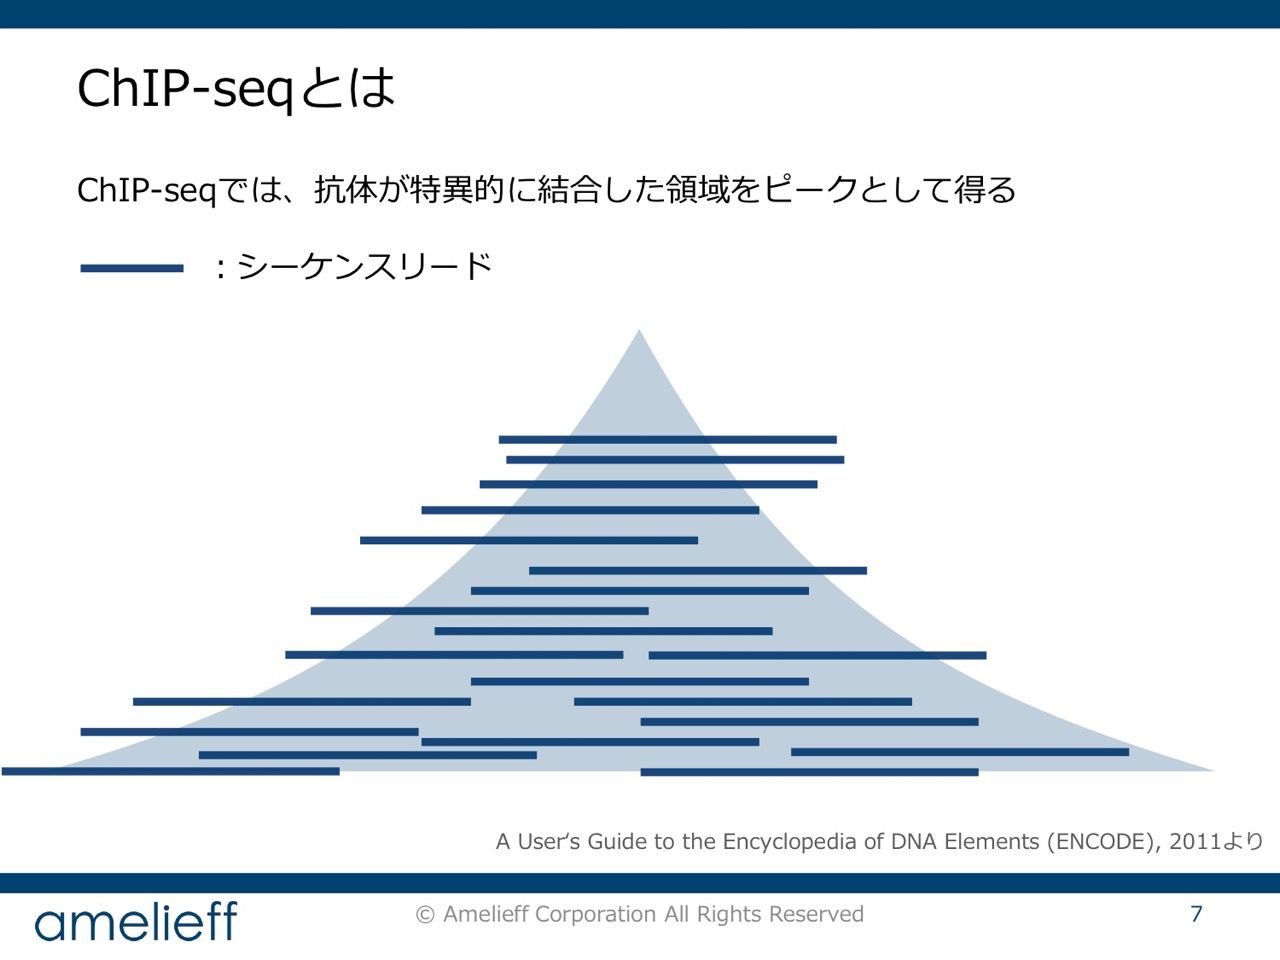 ChIP-seqとは
ChIP-seqでは、抗体が特異的に結合した領域をピークとして得る
：シーケンスリード
A User‘s Guide to the Encyclopedia of DNA Elements (ENCODE), 2011より
amelieff
© Amelieff Corporation All Rights Reserved
7